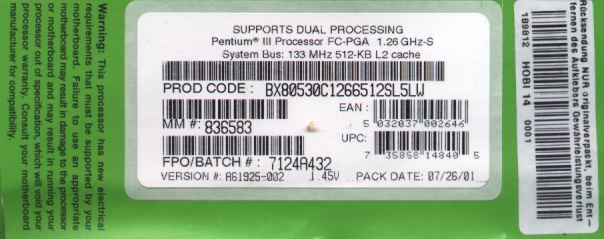 Warning: This processor has new electrical
requirements that must be supported by your
motherboard. Failure to use an appropriate
motherboard may result in damage to the processor
or motherboard and may result in running your
processor out of specification, which will void your
processor warranty. Consult your motherboard
manufacturer for compatibility.
SUPPORTS DUAL PROCESSING
Pentium® III Processor FC-PGA 1.26 GHz-S
System Bus: 133 MHz 512-KB L2 cache
PROD CODE : BX80530C1266512SL5LW
EAN :
5 032037 002646
MM #: 836583
UPC:
7 35858 14840 5
FPO/BATCH # : 7124A432
VERSION #: A61925-002 1.45V PACK DATE: 07/26/01
Rücksendung NUR originalverpackt, beim Ent-
fernen des Aufklebers Gewährleistungsverlust
1B9812 HOBI 14 0001